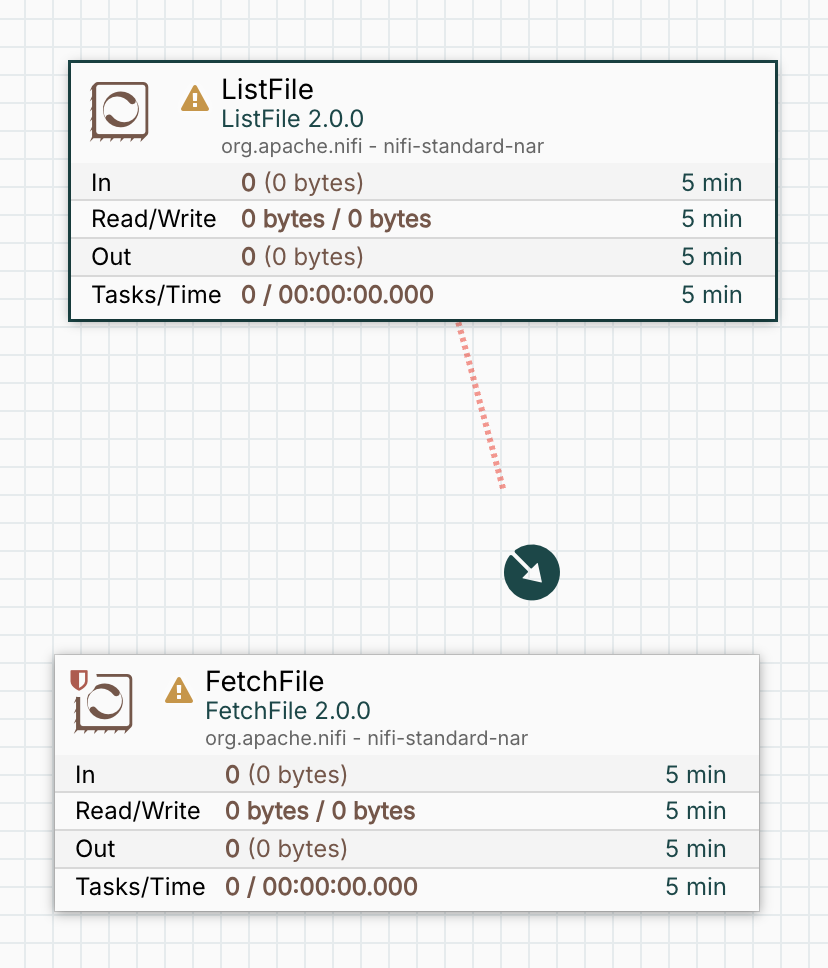 ListFile
ListFile 2.0.0
org.apache.nifi - nifi-standard-nar
In 0 (0 bytes) 5 min
Read/Write 0 bytes / 0 bytes 5 min
Out 0 (0 bytes) 5 min
Tasks/Time 0 / 00:00:00.000 5 min
FetchFile
FetchFile 2.0.0
org.apache.nifi - nifi-standard-nar
In 0 (0 bytes) 5 min
Read/Write 0 bytes / 0 bytes 5 min
Out 0 (0 bytes) 5 min
Tasks/Time 0 / 00:00:00.000 5 min